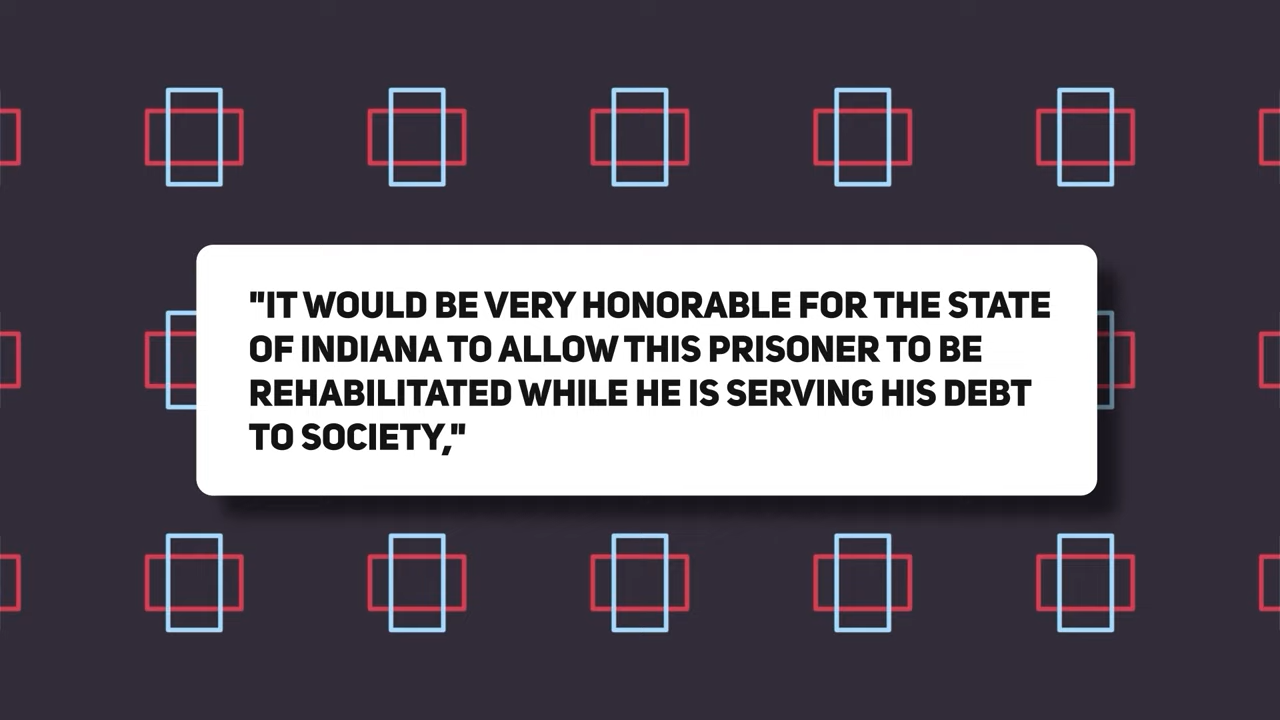 "IT WOULD BE VERY HONORABLE FOR THE STATE
OF INDIANA TO ALLOW THIS PRISONER TO BE
REHABILITATED WHILE HE IS SERVING HIS DEBT
TO SOCIETY,"